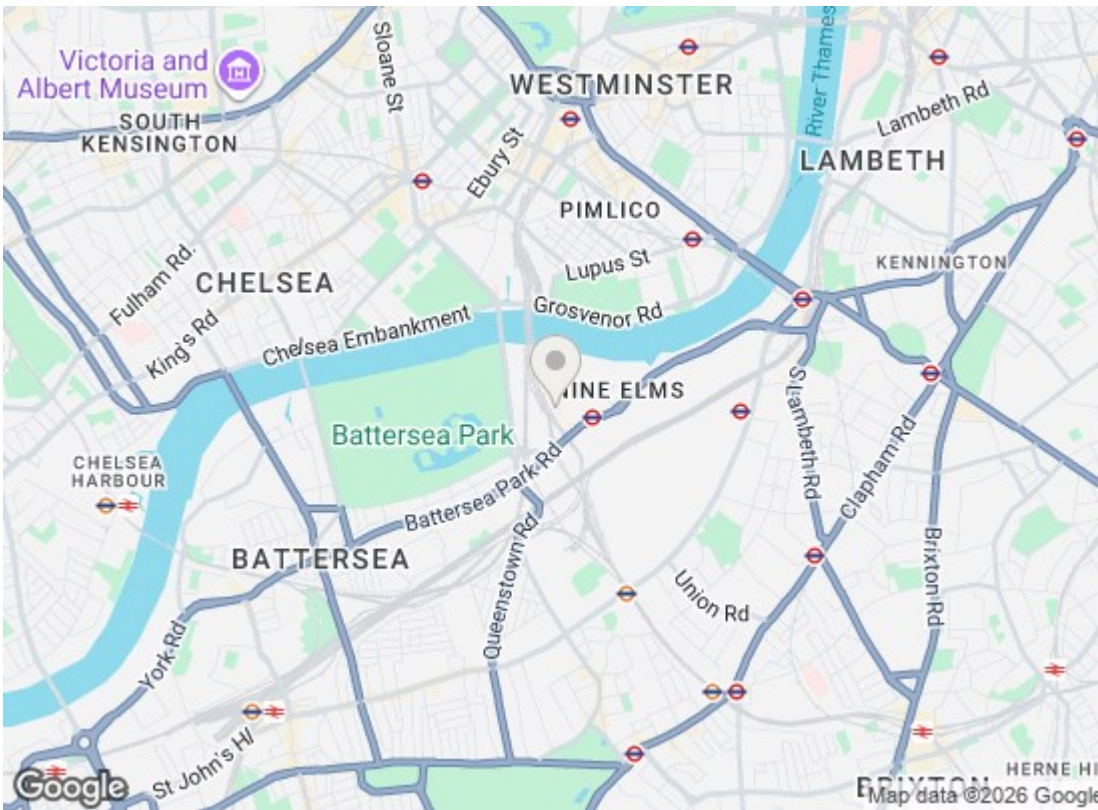 Sloane St
Victoria and
Albert Museum
SOUTH
KENSINGTON
WESTMINSTER
River Thames
Lambeth Rd
LAMBETH
Ebury St
PIMLICO
Lupus St
KENNINGTON
Fulham Rd.
CHELSEA
Grosvenor Rd
King's Rd
Chelsea Embankment
NINE ELMS
S Lambeth Rd
Clapham Rd
Battersea Park
CHELSEA
HARBOUR
Battersea Park Rd
Queenstown Rd
BATTERSEA
Brixton Rd
Union Rd
York Rd
St John's H
HERNE HI
BRIXTON
Google
Map data ©2026 Google